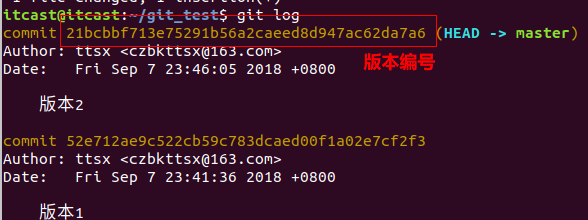 1 file changed, 1 insertion(+)
itcast@itcast:~/git_test$ git log
commit 21bcbbf713e75291b56a2caeed8d947ac62da7a6 (HEAD -> master)
Author: ttsx <czbkttsx@163.com>
版本编号
Date:   Fri Sep 7 23:46:05 2018 +0800
版本2
commit 52e712ae9c522cb59c783dcaed00f1a02e7cf2f3
Author: ttsx <czbkttsx@163.com>
Date:   Fri Sep 7 23:41:36 2018 +0800
版本1